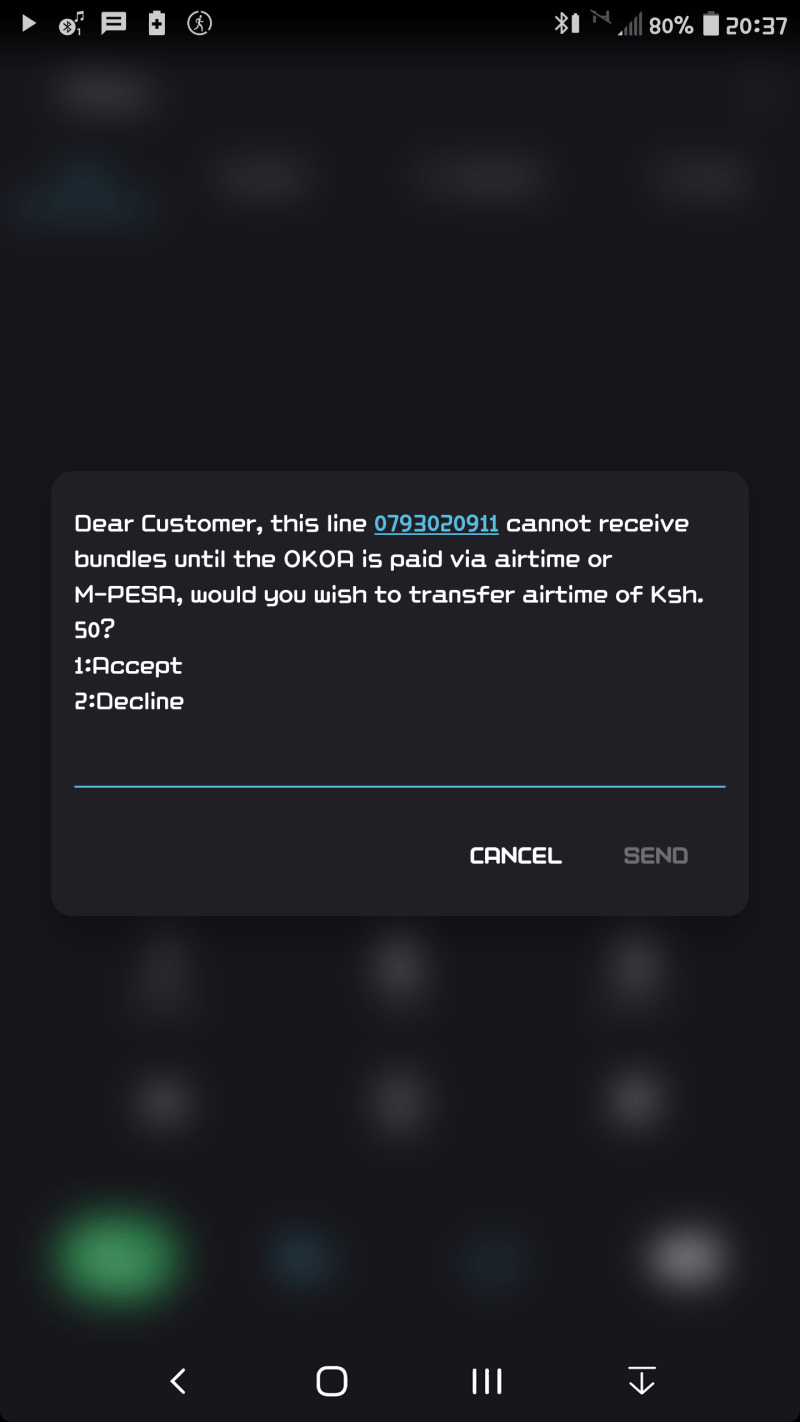 80% 20:37
Dear Customer, this line 0793020911 cannot receive
bundles until the OKOA is paid via airtime or
M-PESA, would you wish to transfer airtime of Ksh.
50?
1:Accept
2:Decline
CANCEL SEND